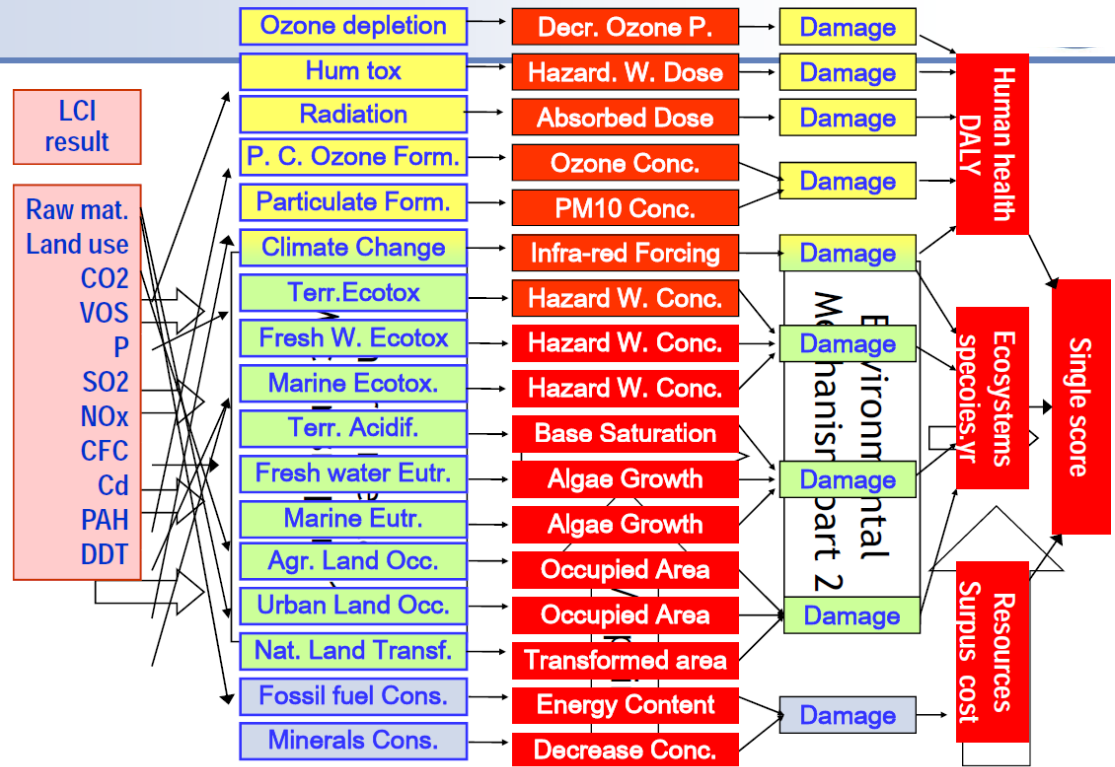 LCI
result
Raw mat.
Land use
CO2
VOS
P
SO2
NOx
CFC
Cd
PAH
DDT
Ozone depletion
Hum tox
Radiation
P. C. Ozone Form.
Particulate Form.
Climate Change
Terr.Ecotox
Fresh W. Ecotox
Marine Ecotox.
Terr. Acidif.
Fresh water Eutr.
Marine Eutr.
Agr. Land Occ.
Urban Land Occ.
Nat. Land Transf.
Fossil fuel Cons.
Minerals Cons.
Decr. Ozone P.
Hazard. W. Dose
Absorbed Dose
Ozone Conc.
PM10 Conc.
Infra-red Forcing
Hazard W. Conc.
Hazard W. Conc.
Hazard W. Conc.
Base Saturation
Algae Growth
Algae Growth
Occupied Area
Occupied Area
Transformed area
Energy Content
Decrease Conc.
Damage
Damage
Damage
Damage
Damage
Damage
Damage
Damage
Damage
Environmental
Mechanism part 2
Human health
DALY
Ecosystems
specoies.yr
Resources
Surpus cost
Single score